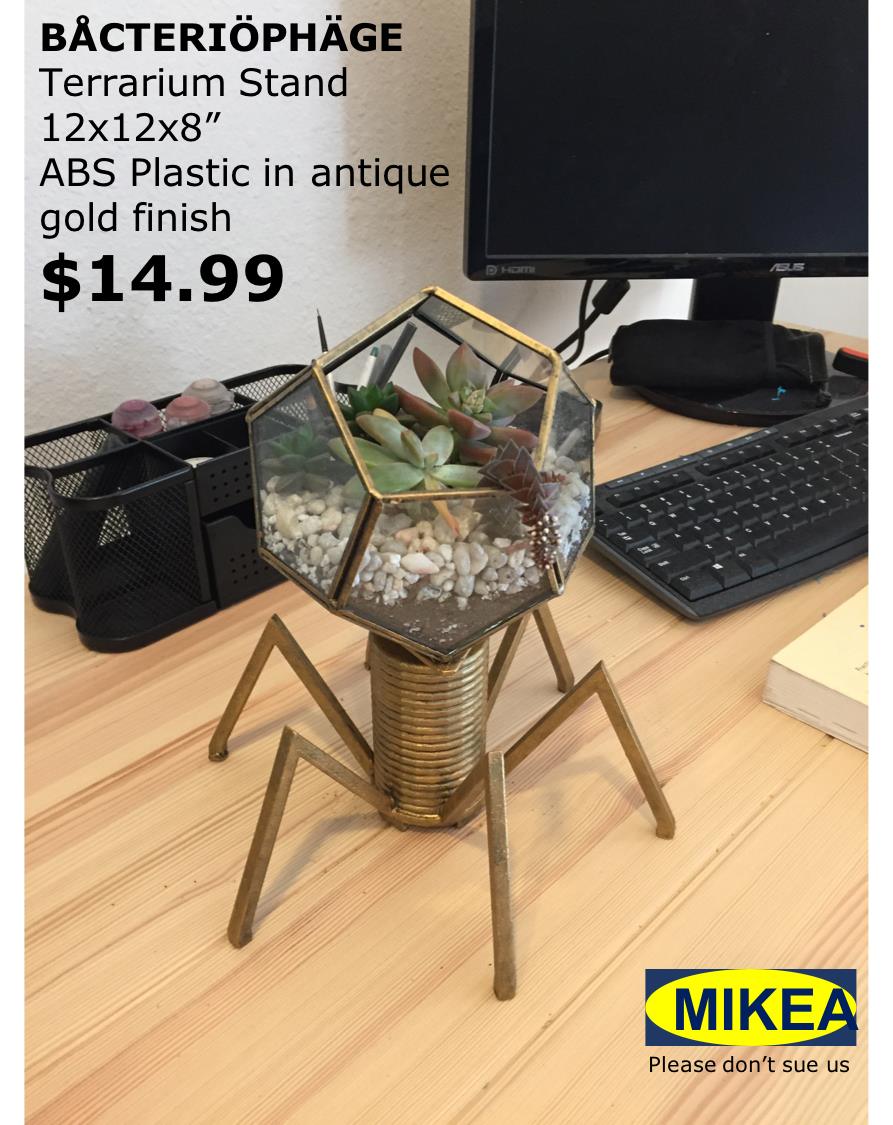 BÅCTERIÖPHÄGE
Terrarium Stand
12x12x8”
ABS Plastic in antique
gold finish
$14.99
HDMI
ASUS
MIKEA
Please don’t sue us